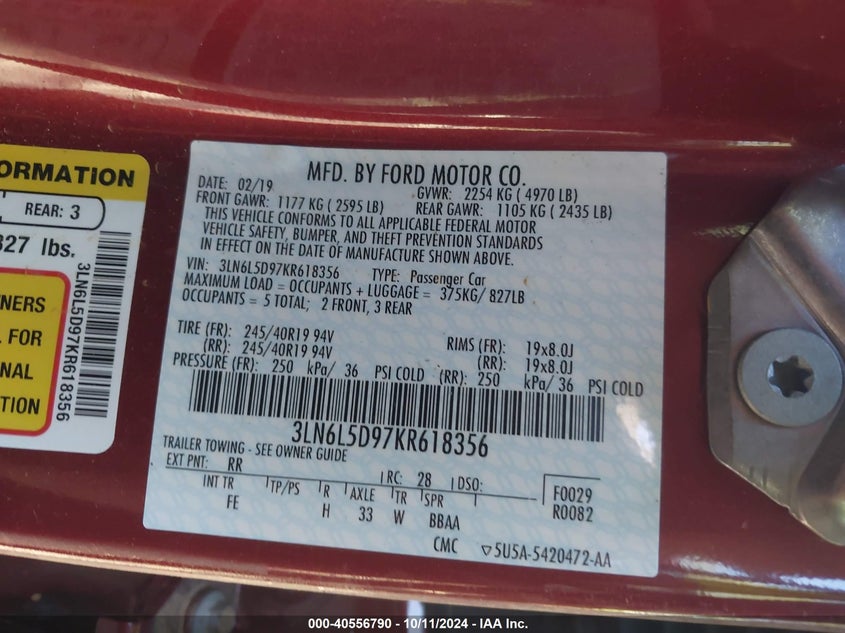 ORMATION
REAR: 3
827 lbs.
NERS
FOR
NAL
TION
3LN6L5D97KR618356
MFD. BY FORD MOTOR CO.
DATE: 02/19 GVWR: 2254 KG ( 4970 LB)
FRONT GAWR: 1177 KG ( 2595 LB) REAR GAWR: 1105 KG ( 2435 LB)
THIS VEHICLE CONFORMS TO ALL APPLICABLE FEDERAL MOTOR
VEHICLE SAFETY, BUMPER, AND THEFT PREVENTION STANDARDS
IN EFFECT ON THE DATE OF MANUFACTURE SHOWN ABOVE.
VIN: 3LN6L5D97KR618356 TYPE: Passenger Car
MAXIMUM LOAD = OCCUPANTS + LUGGAGE = 375KG/ 827LB
OCCUPANTS = 5 TOTAL; 2 FRONT, 3 REAR
TIRE (FR): 245/40R19 94V RIMS (FR): 19x8.0J
(RR): 245/40R19 94V (RR): 19x8.0J
PRESSURE (FR): 250 kPa/ 36 PSI COLD (RR): 250 kPa/ 36 PSI COLD
3LN6L5D97KR618356
TRAILER TOWING - SEE OWNER GUIDE
EXT PNT: RR RC: 28 DSO: F0029
INT TR TP/PS R AXLE TR SPR R0082
FE H 33 W BBAA
CMC ▽5U5A-5420472-AA
000-40556790 - 10/11/2024 - IAA Inc.